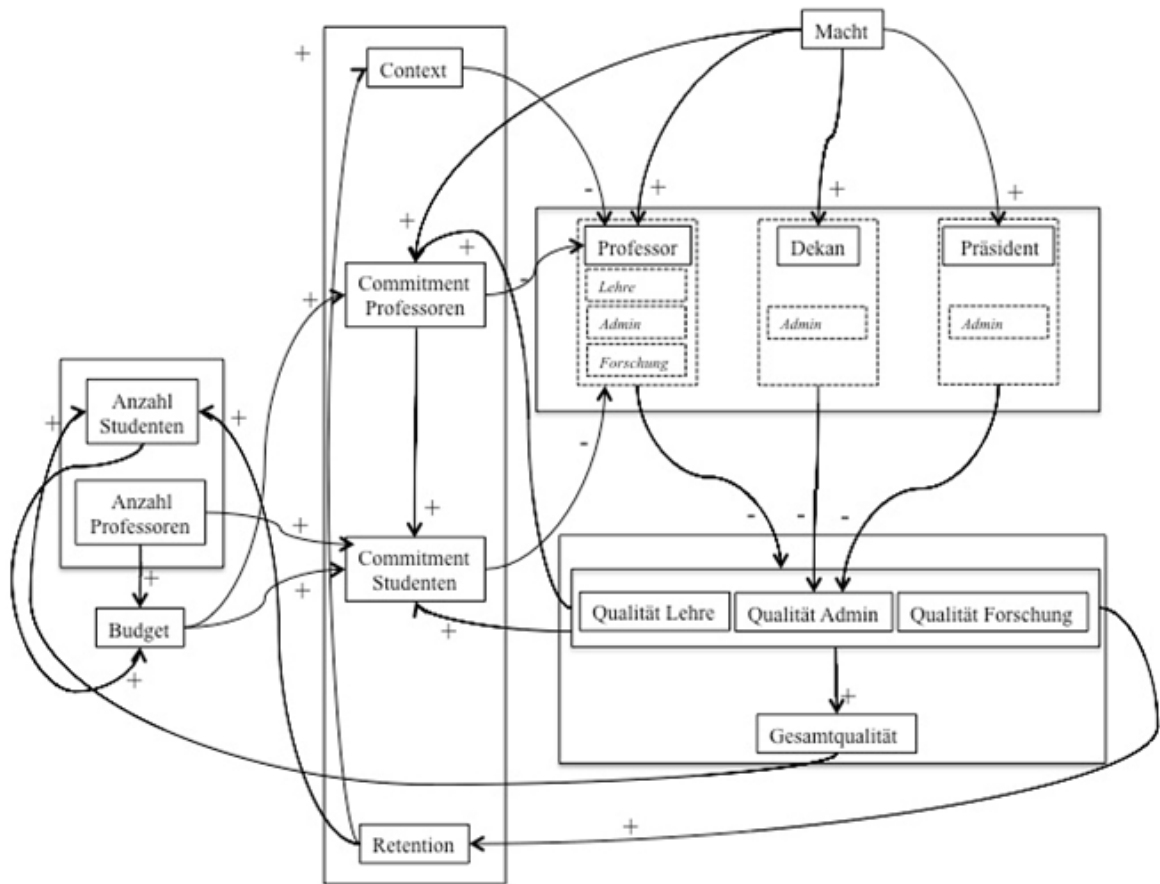 Macht
+
Context
-
+
+
+
+
+
Professor
Dekan
Präsident
-
Commitment
Professoren
+
Lehre
Admin
Admin
Admin
Forschung
Anzahl
Studenten
+
+
-
Anzahl
Professoren
+
+
-
-
-
Commitment
Studenten
+
+
Qualität Lehre
Qualität Admin
Qualität Forschung
Budget
+
+
+
Gesamtqualität
+
Retention